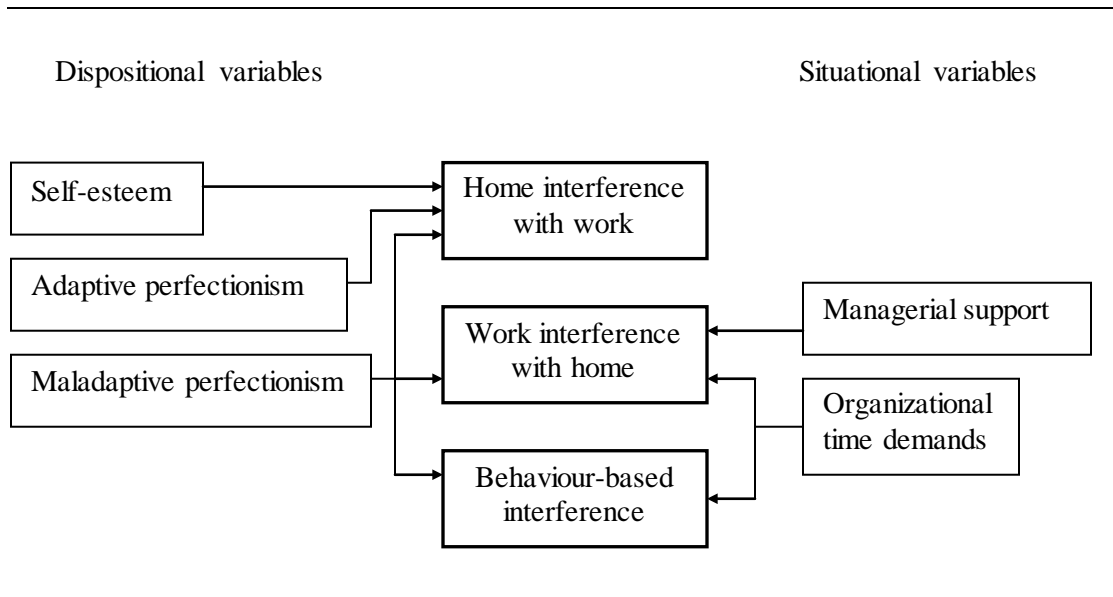 Dispositional variables
Situational variables
Self-esteem
Home interference
with work
Adaptive perfectionism
Managerial support
Work interference
with home
Maladaptive perfectionism
Organizational
time demands
Behaviour-based
interference